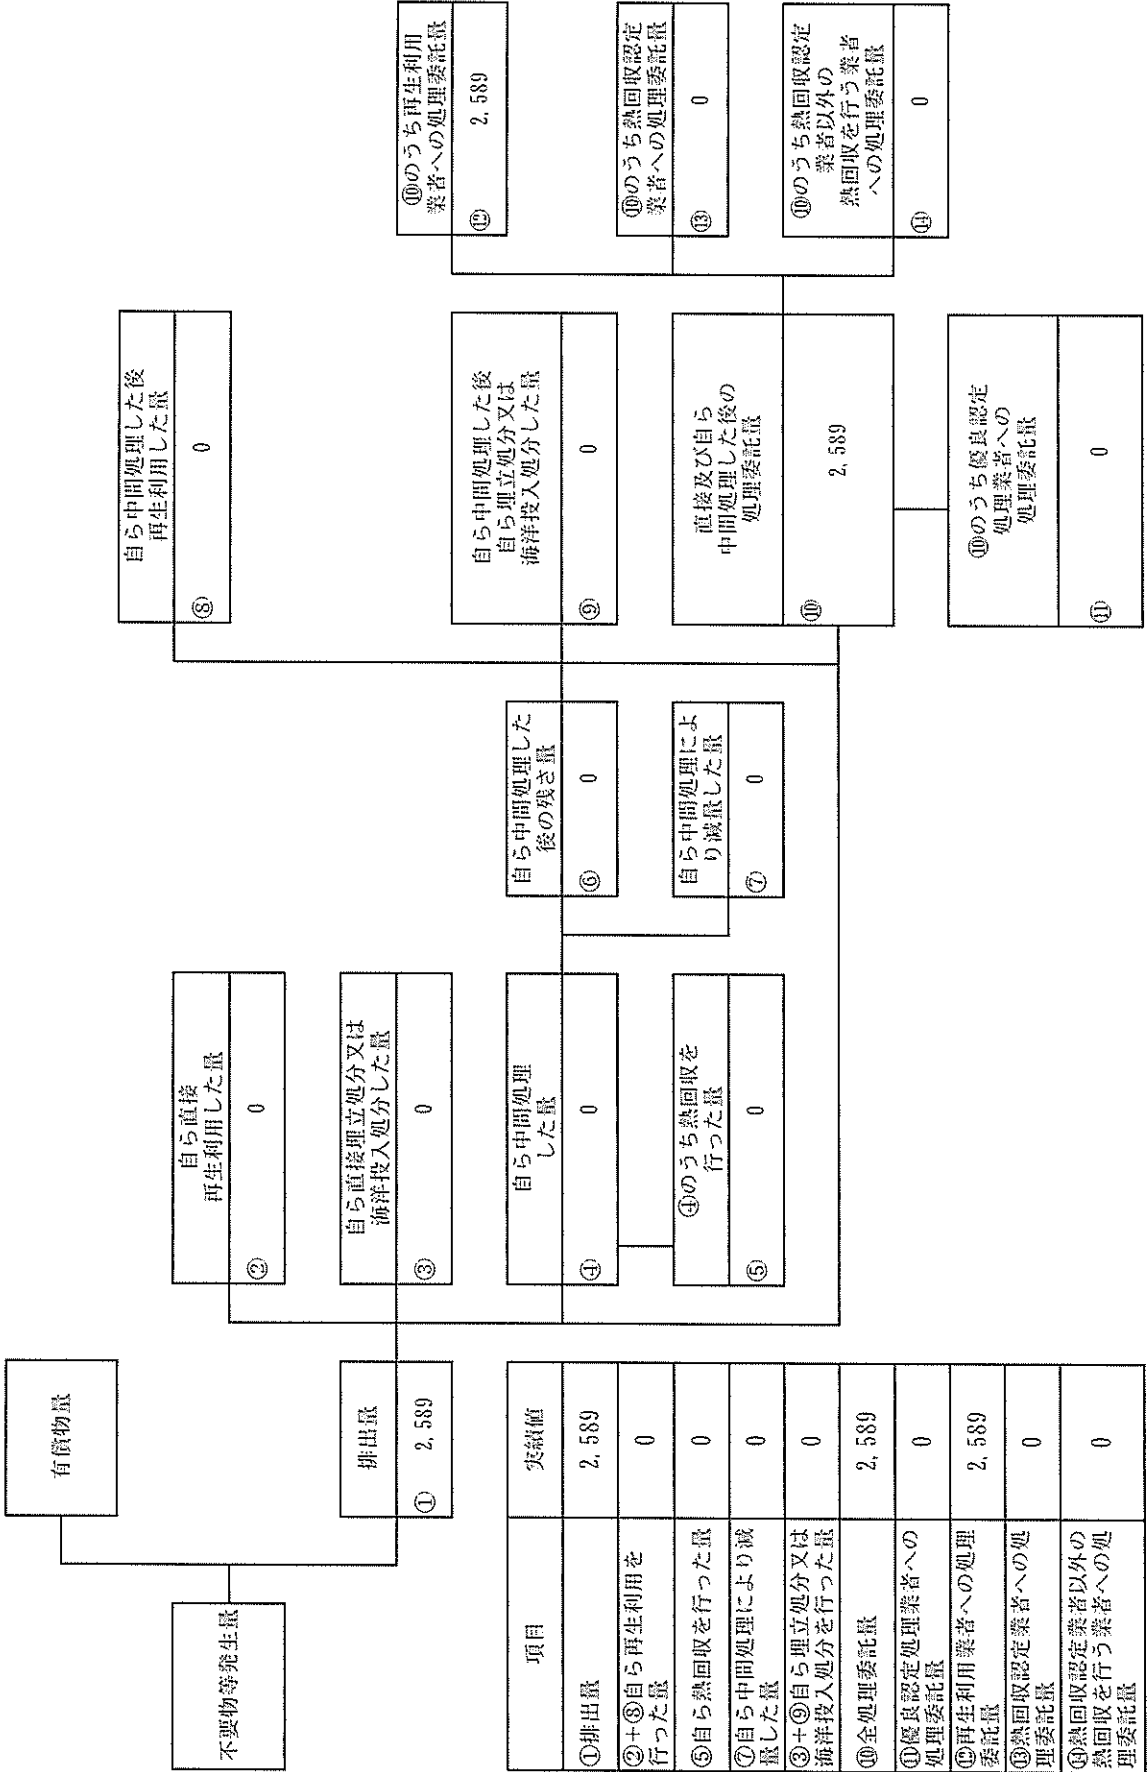 不要物等発生量
有償物量
排出量
① 2,589
自ら直接
再生利用した量
② 0
自ら直接埋立処分又は
海洋投入処分した量
③ 0
自ら中間処理
した量
④ 0
④のうち熱回収を
行った量
⑤ 0
自ら中間処理した
後の残さ量
⑥ 0
自ら中間処理によ
り減量した量
⑦ 0
自ら中間処理した後
再生利用した量
⑧ 0
自ら中間処理した後
自ら埋立処分又は
海洋投入処分した量
⑨ 0
直接及び自ら
中間処理した後の
処理委託量
⑩ 2,589
⑩のうち優良認定
処理業者への
処理委託量
⑪ 0
⑩のうち再生利用
業者への処理委託量
⑫ 2,589
⑩のうち熱回収認定
業者への処理委託量
⑬ 0
⑩のうち熱回収認定
業者以外の
熱回収を行う業者
への処理委託量
⑭ 0
項目 実績値
①排出量 2,589
②+⑧自ら再生利用を
行った量 0
⑤自ら熱回収を行った量 0
⑦自ら中間処理により減
量した量 0
③+⑨自ら埋立処分又は
海洋投入処分を行った量 0
⑩全処理委託量 2,589
⑪優良認定処理業者への
処理委託量 0
⑫再生利用業者への処理
委託量 2,589
⑬熱回収認定業者への処
理委託量 0
⑭熱回収認定業者以外の
熱回収を行う業者への処
理委託量 0